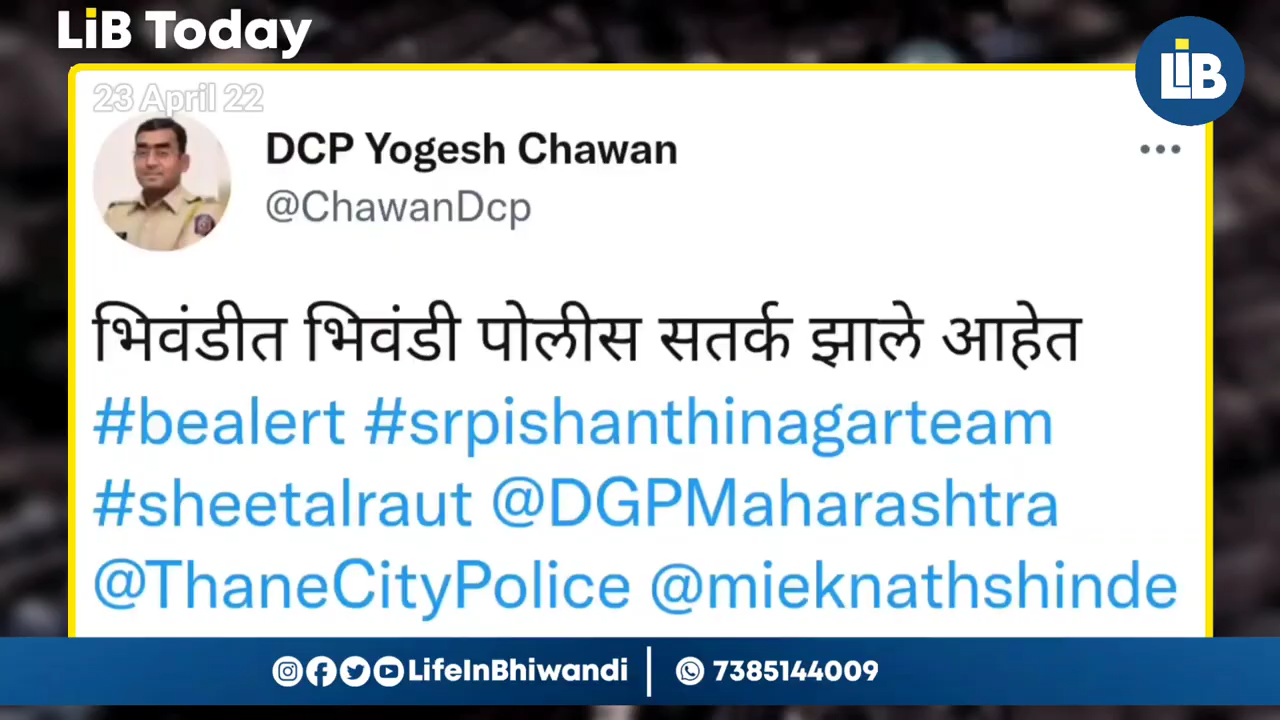 LiB Today
LiB
23 April 22
DCP Yogesh Chawan
@ChawanDcp
भिवंडीत भिवंडी पोलीस सतर्क झाले आहेत
#bealert #srpishanthinagarteam
#sheetalraut @DGPMaharashtra
@ThaneCityPolice @mieknathshinde
LifeInBhiwandi | 7385144009